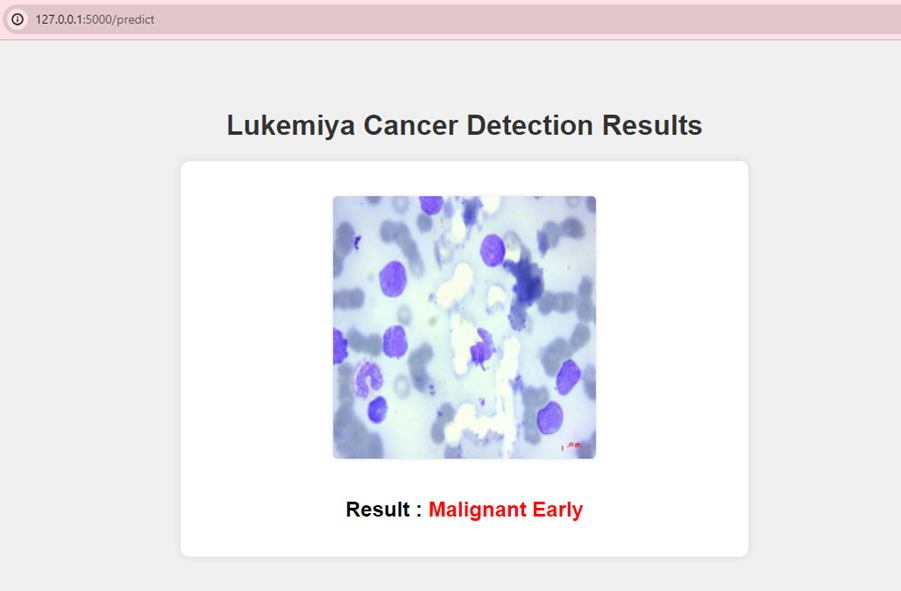 127.0.0.1:5000/predict
Lukemiya Cancer Detection Results
Result : Malignant Early